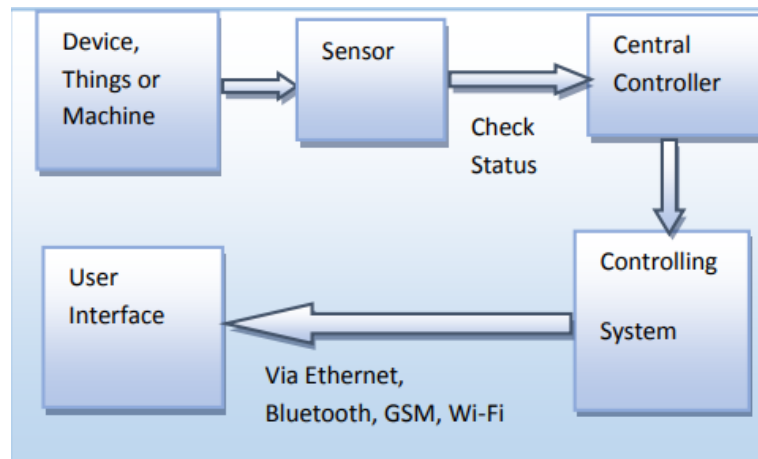 Device,
Things or
Machine
Sensor
Check
Status
Central
Controller
Controlling
System
Via Ethernet,
Bluetooth, GSM, Wi-Fi
User
Interface